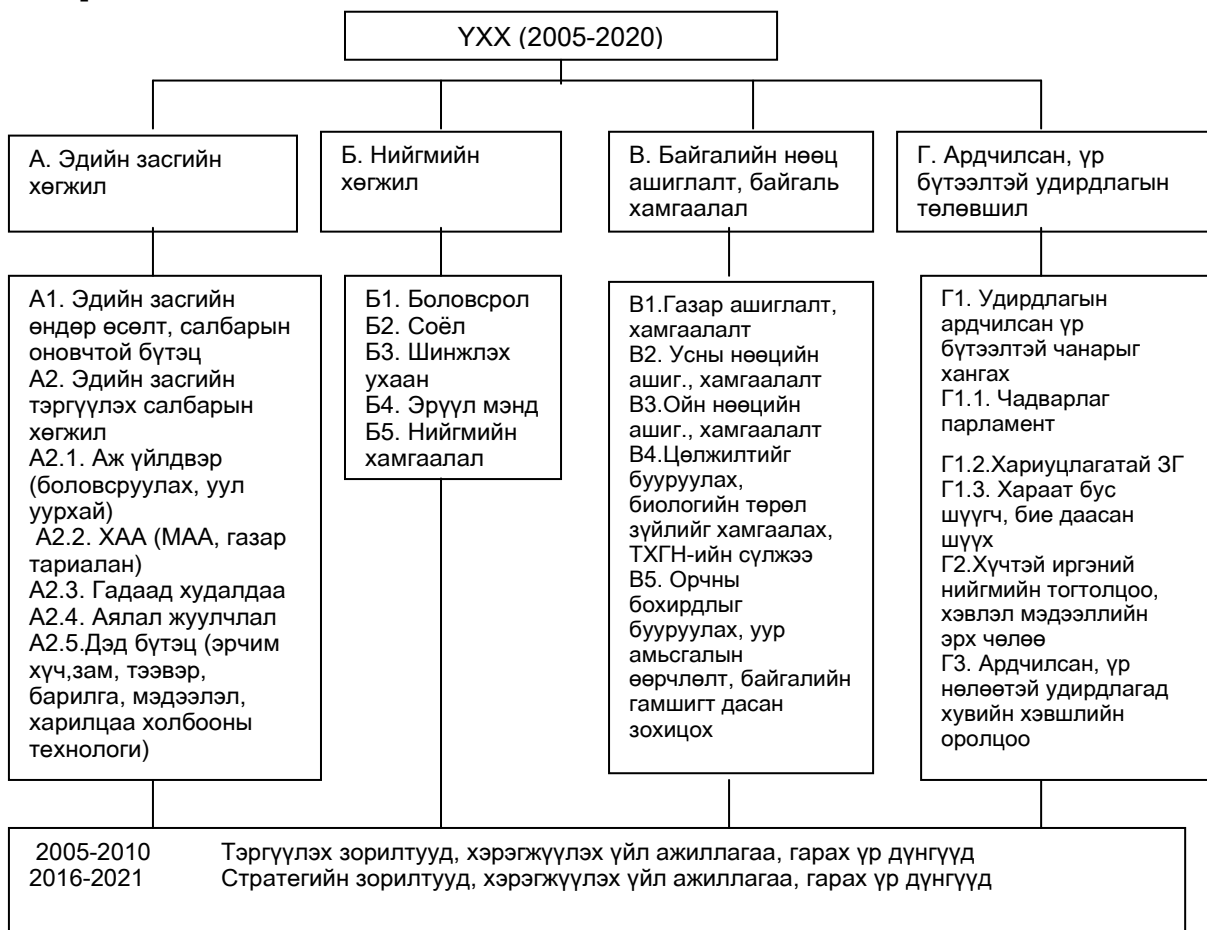 ҮХХ (2005-2020)
А. Эдийн засгийн
хөгжил
Б. Нийгмийн
хөгжил
В. Байгалийн нөөц
ашиглалт, байгаль
хамгаалал
Г. Ардчилсан, үр
бүтээлтэй удирдлагын
төлөвшил
А1. Эдийн засгийн
өндөр өсөлт, салбарын
оновчтой бүтэц
А2. Эдийн засгийн
тэргүүлэх салбарын
хөгжил
А2.1. Аж үйлдвэр
(боловсруулах, уул
уурхай)
А2.2. ХАА (МАА, газар
тариалан)
А2.3. Гадаад худалдаа
А2.4. Аялал жуулчлал
А2.5.Дэд бүтэц (эрчим
хүч,зам, тээвэр,
барилга, мэдээлэл,
харилцаа холбооны
технологи)
Б1. Боловсрол
Б2. Соёл
Б3. Шинжлэх
ухаан
Б4. Эрүүл мэнд
Б5. Нийгмийн
хамгаалал
В1.Газар ашиглалт,
хамгаалалт
В2. Усны нөөцийн
ашиг., хамгаалалт
В3.Ойн нөөцийн
ашиг., хамгаалалт
В4.Цөлжилтийг
бууруулах,
биологийн төрөл
зүйлийг хамгаалах,
ТХГН-ийн сүлжээ
В5. Орчны
бохирдлыг
бууруулах, уур
амьсгалын
өөрчлөлт, байгалийн
гамшигт дасан
зохицох
Г1. Удирдлагын
ардчилсан үр
бүтээлтэй чанарыг
хангах
Г1.1. Чадварлаг
парламент
Г1.2.Хариуцлагатай ЗГ
Г1.3. Хараат бус
шүүгч, бие даасан
шүүх
Г2.Хүчтэй иргэний
нийгмийн тогтолцоо,
хэвлэл мэдээллийн
эрх чөлөө
Г3. Ардчилсан, үр
нөлөөтэй удирдлагад
хувийн хэвшлийн
оролцоо
2005-2010 Тэргүүлэх зорилтууд, хэрэгжүүлэх үйл ажиллагаа, гарах үр дүнгүүд
2016-2021 Стратегийн зорилтууд, хэрэгжүүлэх үйл ажиллагаа, гарах үр дүнгүүд